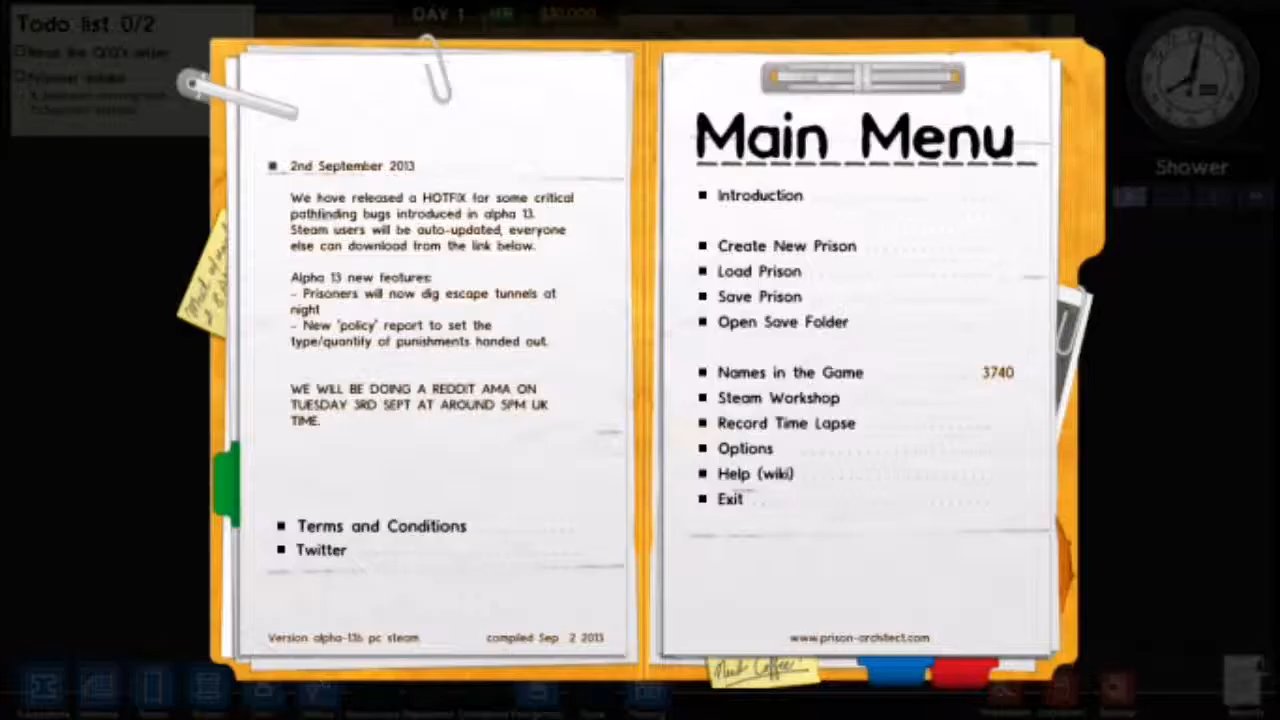 Todo list 0/2
DAY 1
2nd September 2013
We have released a HOTFIX for some critical
pathfinding bugs introduced in alpha 13.
Steam users will be auto-updated, everyone
else can download from the link below.
Alpha 13 new features:
- Prisoners will now dig escape tunnels at
night
- New 'policy' report to set the
type/quantity of punishments handed out.
WE WILL BE DOING A REDDIT AMA ON
TUESDAY 3RD SEPT AT AROUND 5PM UK
TIME.
Terms and Conditions
Twitter
Version alpha-13b pc steam
compiled Sep 2 2013
Main Menu
Introduction
Create New Prison
Load Prison
Save Prison
Open Save Folder
Names in the Game 3740
Steam Workshop
Record Time Lapse
Options
Help (wiki)
Exit
www.prison-architect.com
Need Coffee!
Shower